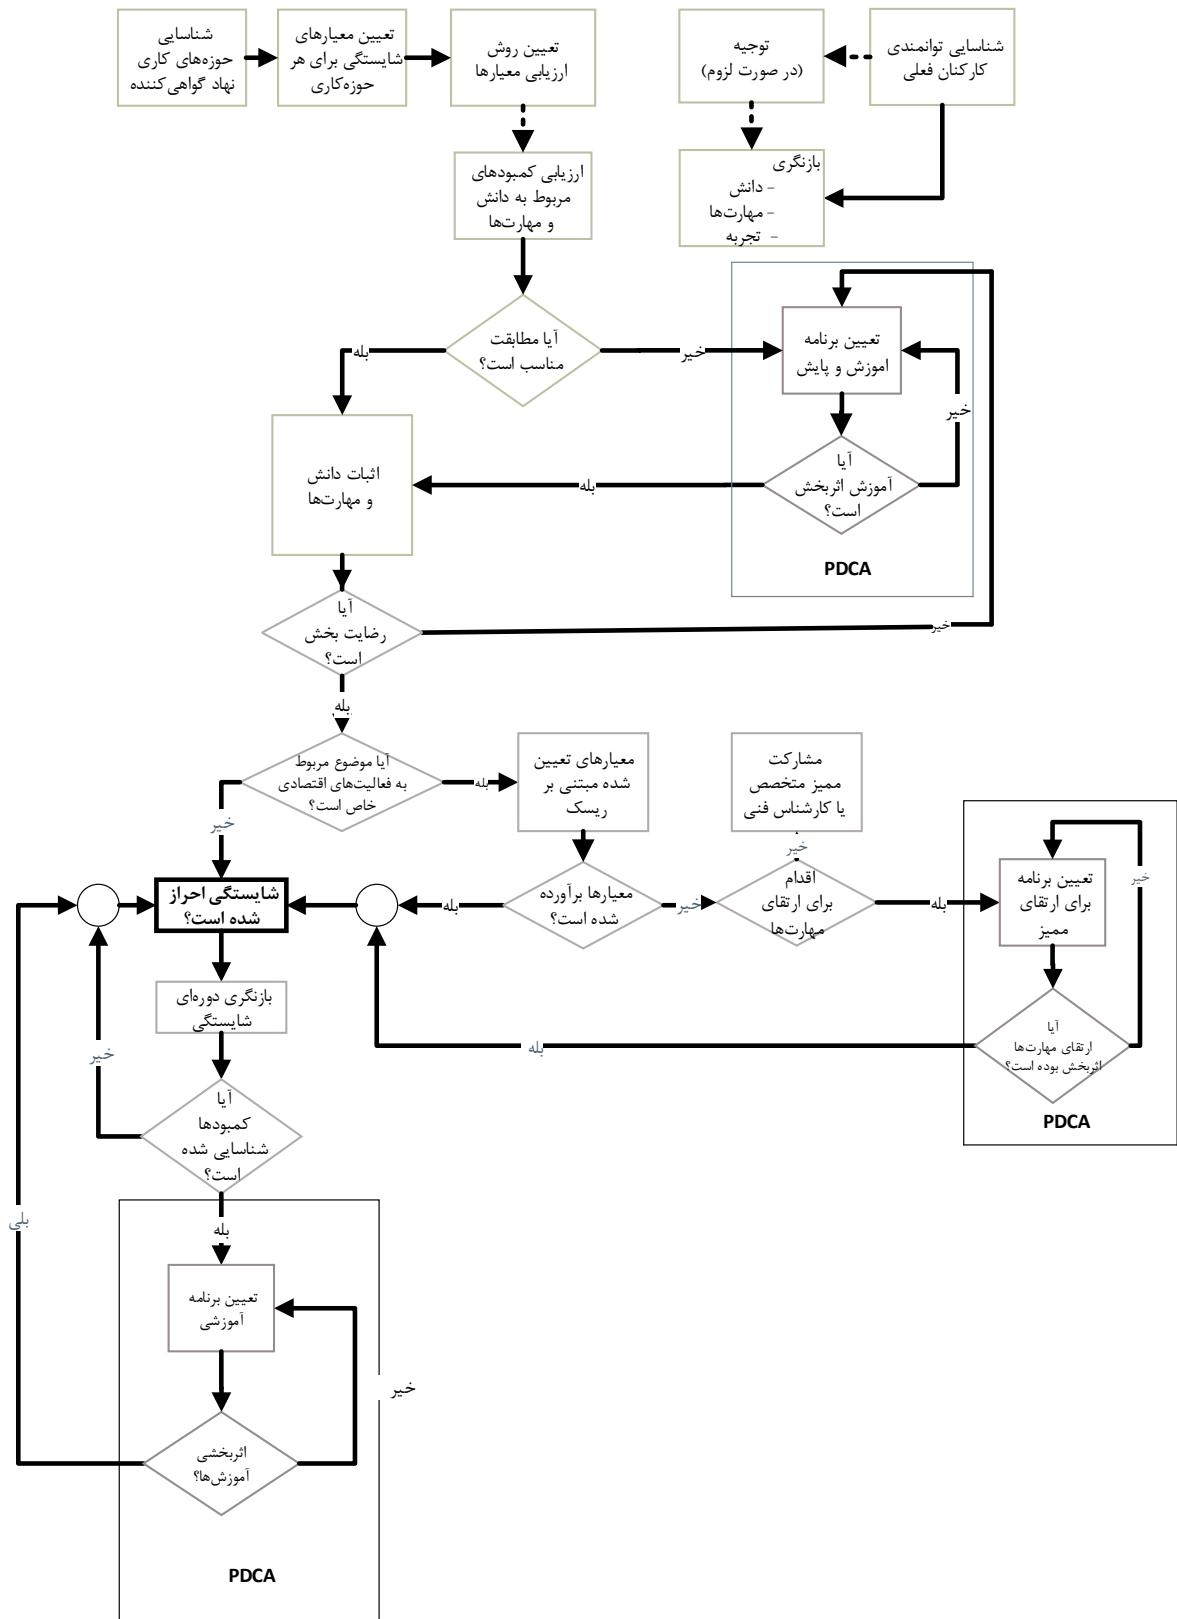 شناسایی
حوزه‌های کاری
نهاد گواهی‌کننده
تعیین معیارهای
شایستگی برای هر
حوزه‌کاری
تعیین روش
ارزیابی معیارها
توجیه
(در صورت لزوم)
شناسایی توانمندی
کارکنان فعلی
ارزیابی کمبودهای
مربوط به دانش
و مهارت‌ها
بازنگری
- دانش
- مهارت‌ها
- تجربه
آیا مطابقت
مناسب است؟
بله
خیر
تعیین برنامه
اموزش و پایش
خیر
آیا
آموزش اثربخش
است؟
بله
PDCA
اثبات دانش
و مهارت‌ها
آیا
رضایت بخش
است؟
خیر
بله
آیا موضوع مربوط
به فعالیت‌های اقتصادی
خاص است؟
بله
خیر
معیارهای تعیین
شده مبتنی بر
ریسک
مشارکت
ممیز متخصص
یا کارشناس فنی
خیر
معیارها برآورده
شده است؟
بله
خیر
اقدام
برای ارتقای
مهارت‌ها
بله
تعیین برنامه
برای ارتقای
ممیز
خیر
آیا
ارتقای مهارت‌ها
اثربخش بوده است؟
بله
PDCA
شایستگی احراز
شده است؟
بازنگری دوره‌ای
شایستگی
خیر
آیا
کمبودها
شناسایی شده
است؟
بله
بلی
تعیین برنامه
آموزشی
خیر
اثربخشی
آموزش‌ها؟
PDCA